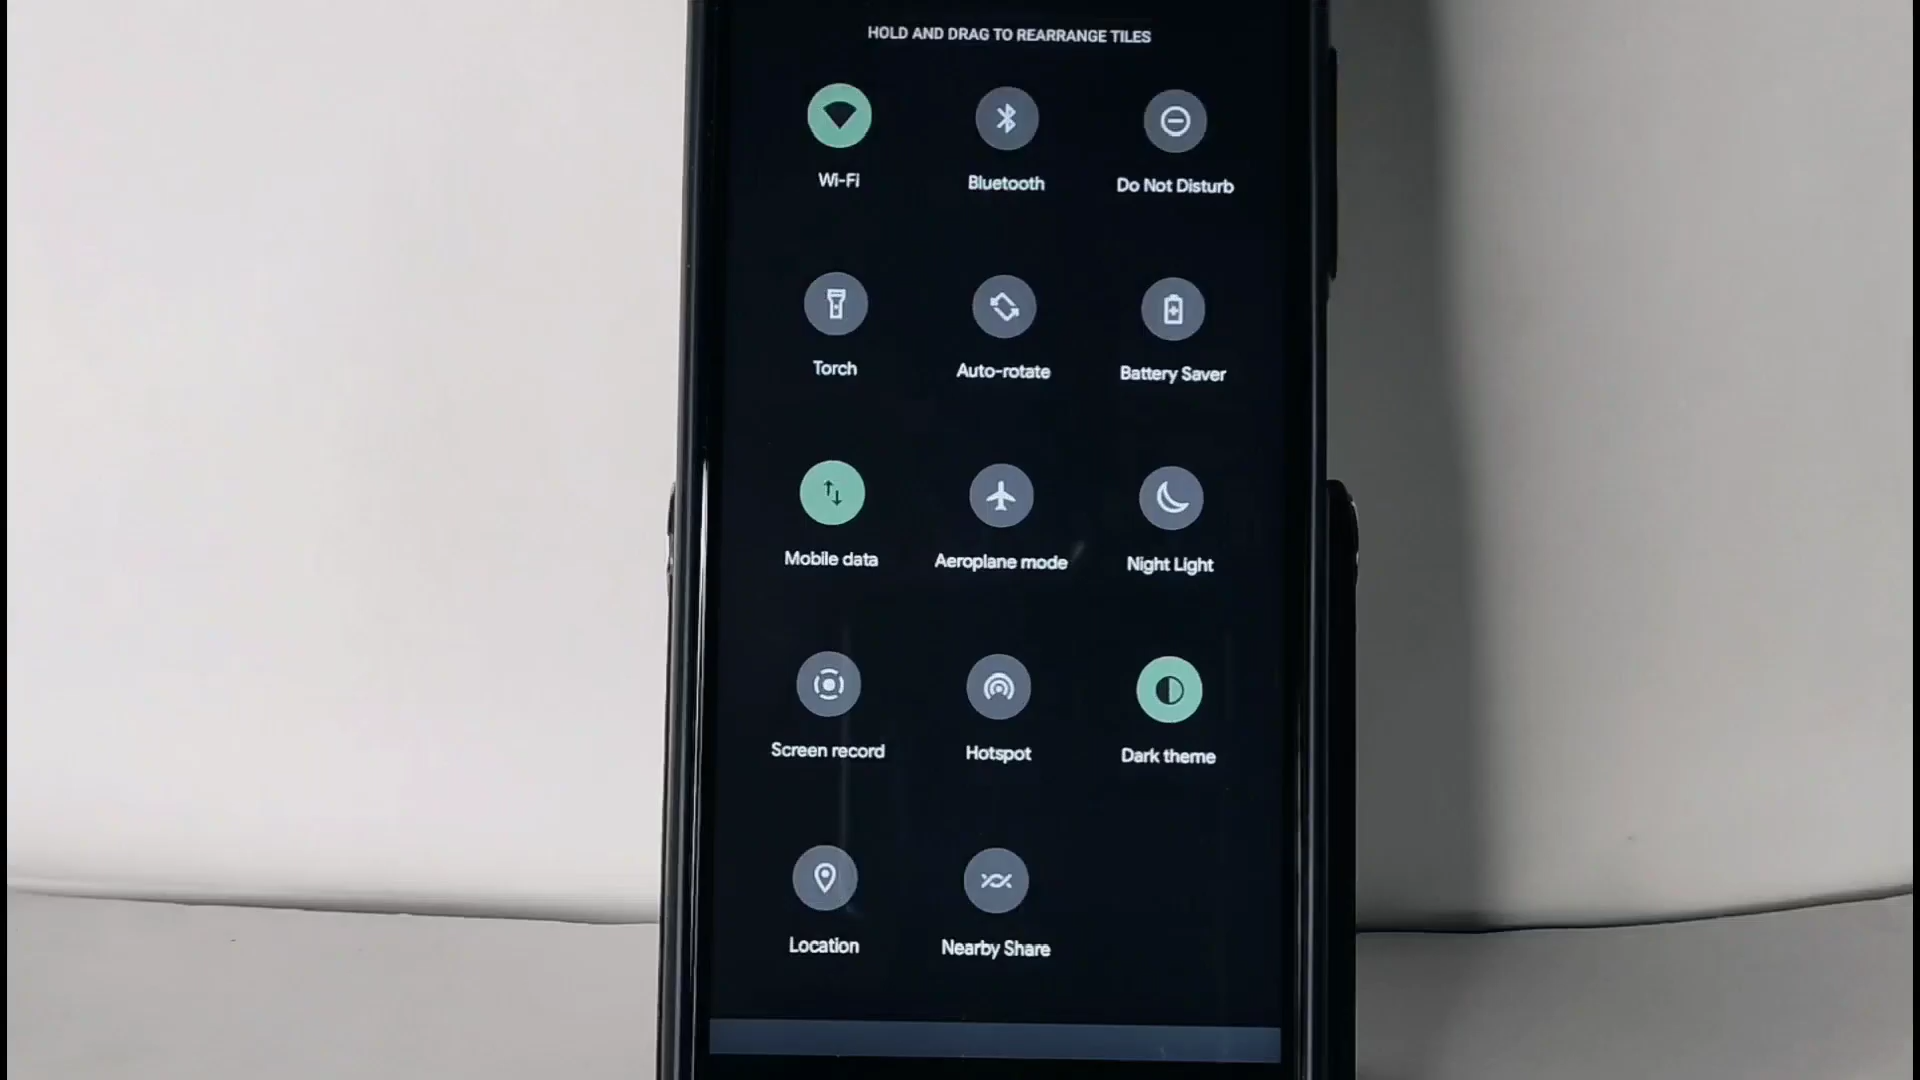 HOLD AND DRAG TO REARRANGE TILES
Wi-Fi
Bluetooth
Do Not Disturb
Torch
Auto-rotate
Battery Saver
Mobile data
Aeroplane mode
Night Light
Screen record
Hotspot
Dark theme
Location
Nearby Share